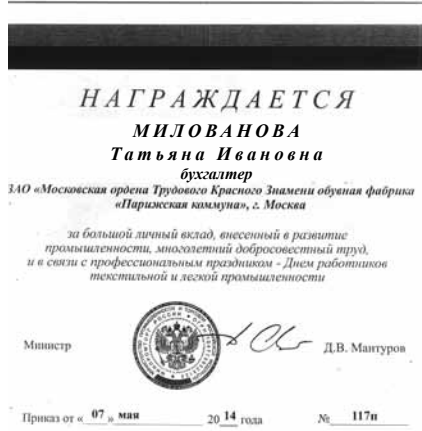 НАГРАЖДАЕТСЯ
МИЛОВАНОВА
Татьяна Ивановна
бухгалтер
ЗАО «Московская ордена Трудового Красного Знамени обувная фабрика
«Парижская коммуна», г. Москва
за большой личный вклад, внесенный в развитие
промышленности, многолетний добросовестный труд,
и в связи с профессиональным праздником - Днем работников
текстильной и легкой промышленности
Министр
Д.В. Мантуров
Приказ от « 07 » мая 20 14 года № 117п